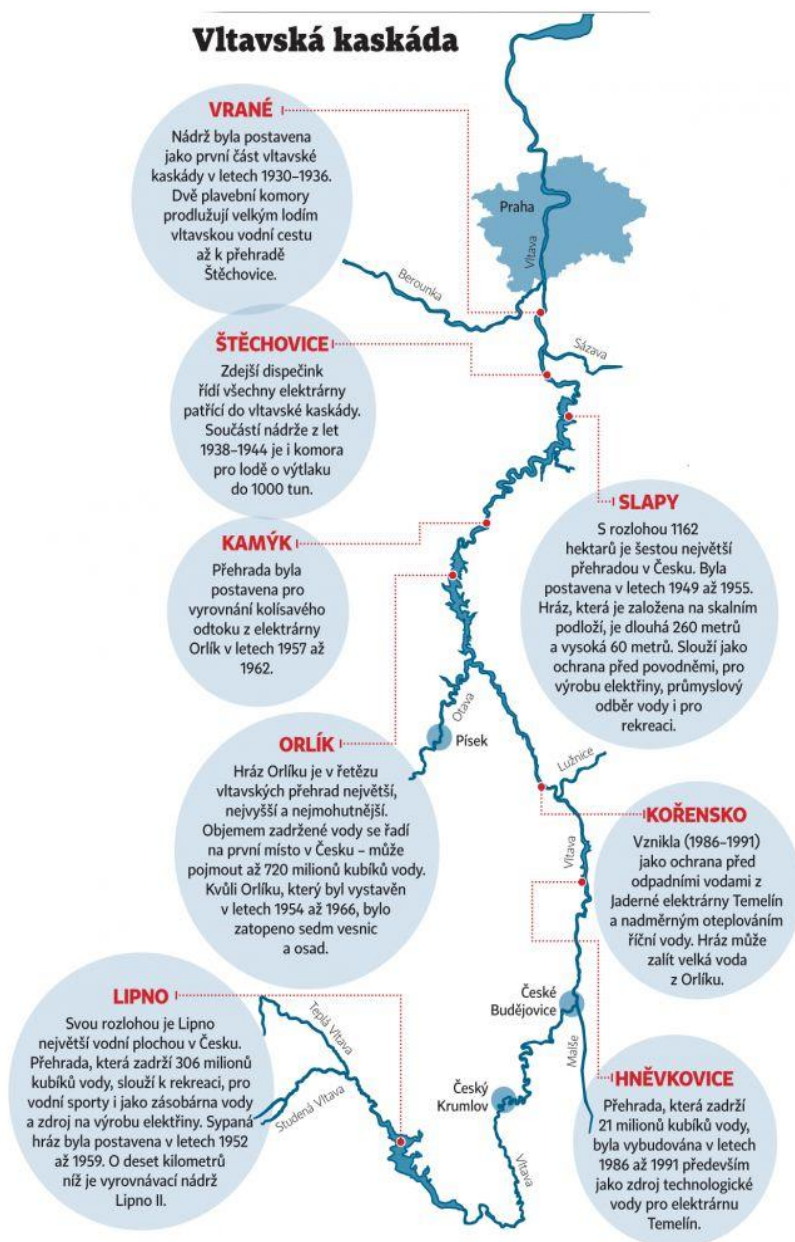 Vltavská kaskáda
VRANÉ
Nádrž byla postavena
jako první část vltavské
kaskády v letech 1930–1936.
Dvě plavební komory
prodlužují velkým lodím
vltavskou vodní cestu
až k přehradě
Štěchovice.
Praha
Vltava
Berounka
Sázava
ŠTĚCHOVICE
Zdejší dispečink
řídí všechny elektrárny
patřící do vltavské kaskády.
Součástí nádrže z let
1938–1944 je i komora
pro lodě o výtlaku
do 1000 tun.
SLAPY
S rozlohou 1162
hektarů je šestou největší
přehradou v Česku. Byla
postavena v letech 1949 až 1955.
Hráz, která je založena na skalním
podloží, je dlouhá 260 metrů
a vysoká 60 metrů. Slouží jako
ochrana před povodněmi, pro
výrobu elektřiny, průmyslový
odběr vody i pro
rekreaci.
KAMÝK
Přehrada byla
postavena pro
vyrovnání kolísavého
odtoku z elektrárny
Orlík v letech 1957 až
1962.
Otava
Písek
Lužnice
ORLÍK
Hráz Orlíku je v řetězu
vltavských přehrad největší,
nejvyšší a nejmohutnější.
Objemem zadržené vody se řadí
na první místo v Česku – může
pojmout až 720 milionů kubíků vody.
Kvůli Orlíku, který byl vystavěn
v letech 1954 až 1966, bylo
zatopeno sedm vesnic
a osad.
KOŘENSKO
Vznikla (1986–1991)
jako ochrana před
odpadními vodami z
Jaderné elektrárny Temelín
a nadměrným oteplováním
říční vody. Hráz může
zalít velká voda
z Orlíku.
Vltava
České
Budějovice
Malše
LIPNO
Svou rozlohou je Lipno
největší vodní plochou v Česku.
Přehrada, která zadrží 306 milionů
kubíků vody, slouží k rekreaci, pro
vodní sporty i jako zásobárna vody
a zdroj na výrobu elektřiny. Sypaná
hráz byla postavena v letech 1952
až 1959. O deset kilometrů
níž je vyrovnávací nádrž
Lipno II.
Teplá Vltava
Studená Vltava
Český
Krumlov
Vltava
HNĚVKOVICE
Přehrada, která zadrží
21 milionů kubíků vody,
byla vybudována v letech
1986 až 1991 především
jako zdroj technologické
vody pro elektrárnu
Temelín.